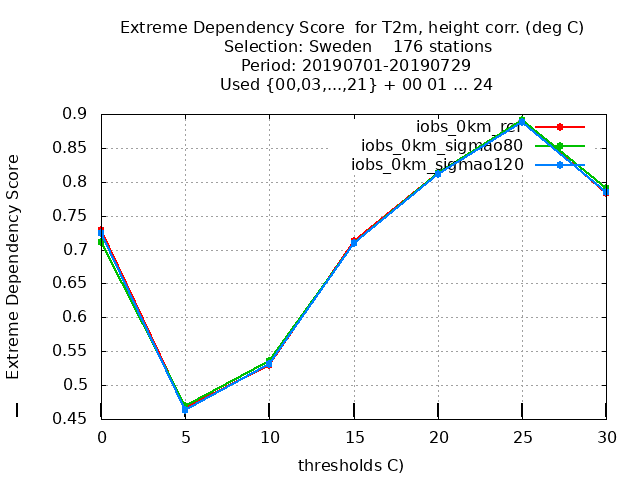 Extreme Dependency Score for T2m, height corr. (deg C)
Selection: Sweden 176 stations
Period: 20190701-20190729
Used {00,03,...,21} + 00 01 ... 24
iobs_0km_ref
iobs_0km_sigmao80
iobs_0km_sigmao120
0.9
0.85
0.8
0.75
0.7
0.65
0.6
0.55
0.5
0.45
Extreme Dependency Score
0 5 10 15 20 25 30
thresholds C)